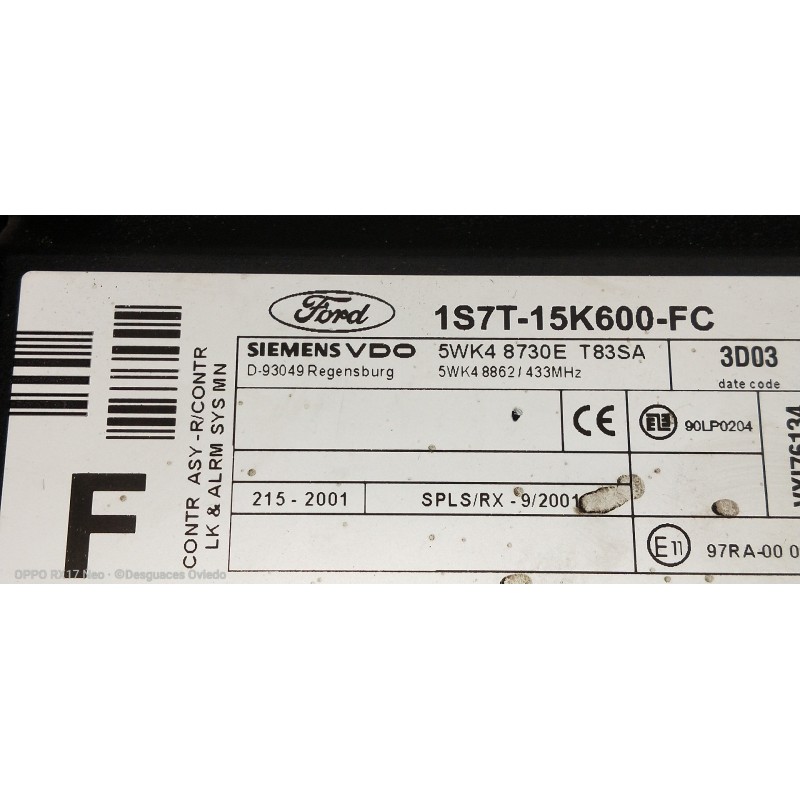 Ford
1S7T-15K600-FC
SIEMENS VDO
D-93049 Regensburg
5WK4 8730E T83SA
5WK4 8862/433MHz
3D03
date code
CE
90LP0204
215 - 2001
SPLS/RX - 9/2001
E11
97RA-00 0
CONTR ASY -R/CONTR
LK & ALRM SYS MN
F
OPPO RX17 Neo · ©Desguaces Oviedo